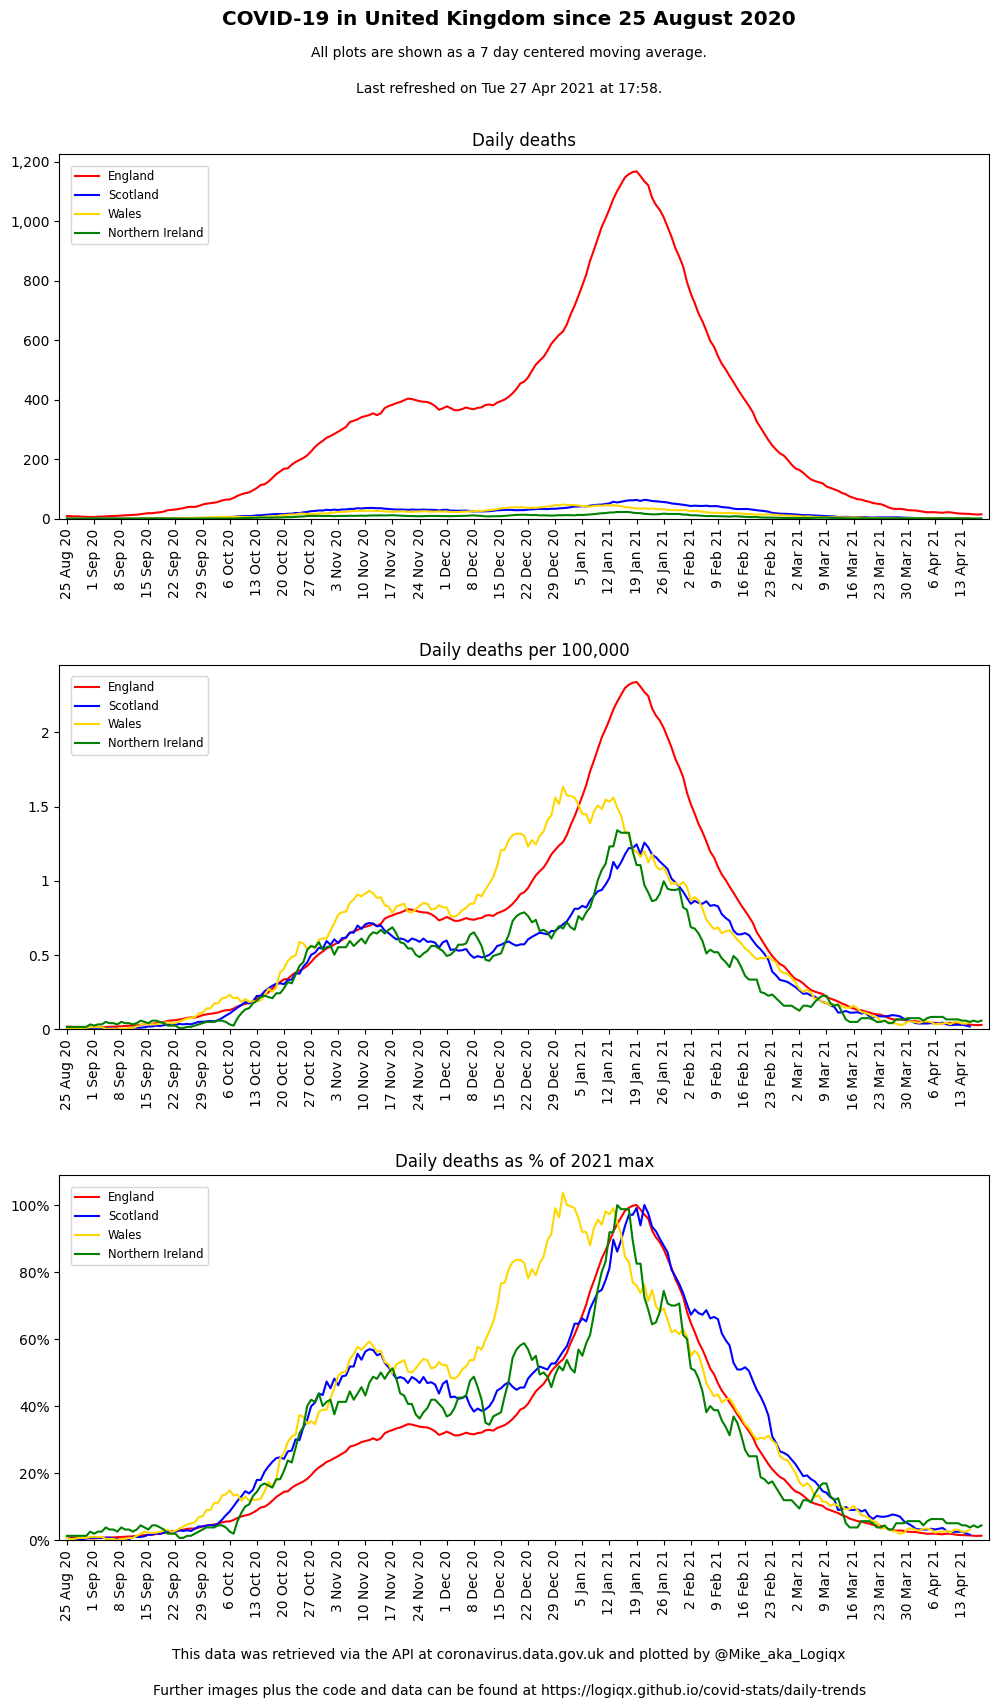 COVID-19 in United Kingdom since 25 August 2020
All plots are shown as a 7 day centered moving average.
Last refreshed on Tue 27 Apr 2021 at 17:58.
Daily deaths
1,200
1,000
800
600
400
200
0
England
Scotland
Wales
Northern Ireland
25 Aug 20
1 Sep 20
8 Sep 20
15 Sep 20
22 Sep 20
29 Sep 20
6 Oct 20
13 Oct 20
20 Oct 20
27 Oct 20
3 Nov 20
10 Nov 20
17 Nov 20
24 Nov 20
1 Dec 20
8 Dec 20
15 Dec 20
22 Dec 20
29 Dec 20
5 Jan 21
12 Jan 21
19 Jan 21
26 Jan 21
2 Feb 21
9 Feb 21
16 Feb 21
23 Feb 21
2 Mar 21
9 Mar 21
16 Mar 21
23 Mar 21
30 Mar 21
6 Apr 21
13 Apr 21
Daily deaths per 100,000
2
1.5
1
0.5
0
England
Scotland
Wales
Northern Ireland
25 Aug 20
1 Sep 20
8 Sep 20
15 Sep 20
22 Sep 20
29 Sep 20
6 Oct 20
13 Oct 20
20 Oct 20
27 Oct 20
3 Nov 20
10 Nov 20
17 Nov 20
24 Nov 20
1 Dec 20
8 Dec 20
15 Dec 20
22 Dec 20
29 Dec 20
5 Jan 21
12 Jan 21
19 Jan 21
26 Jan 21
2 Feb 21
9 Feb 21
16 Feb 21
23 Feb 21
2 Mar 21
9 Mar 21
16 Mar 21
23 Mar 21
30 Mar 21
6 Apr 21
13 Apr 21
Daily deaths as % of 2021 max
100%
80%
60%
40%
20%
0%
England
Scotland
Wales
Northern Ireland
25 Aug 20
1 Sep 20
8 Sep 20
15 Sep 20
22 Sep 20
29 Sep 20
6 Oct 20
13 Oct 20
20 Oct 20
27 Oct 20
3 Nov 20
10 Nov 20
17 Nov 20
24 Nov 20
1 Dec 20
8 Dec 20
15 Dec 20
22 Dec 20
29 Dec 20
5 Jan 21
12 Jan 21
19 Jan 21
26 Jan 21
2 Feb 21
9 Feb 21
16 Feb 21
23 Feb 21
2 Mar 21
9 Mar 21
16 Mar 21
23 Mar 21
30 Mar 21
6 Apr 21
13 Apr 21
This data was retrieved via the API at coronavirus.data.gov.uk and plotted by @Mike_aka_Logiqx
Further images plus the code and data can be found at https://logiqx.github.io/covid-stats/daily-trends